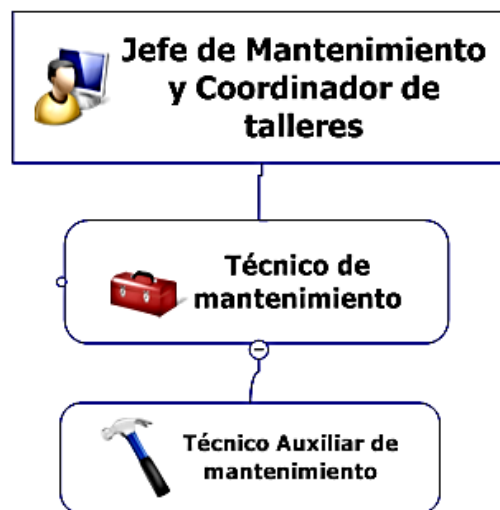 Jefe de Mantenimiento
y Coordinador de
talleres
Técnico de
mantenimiento
Técnico Auxiliar de
mantenimiento